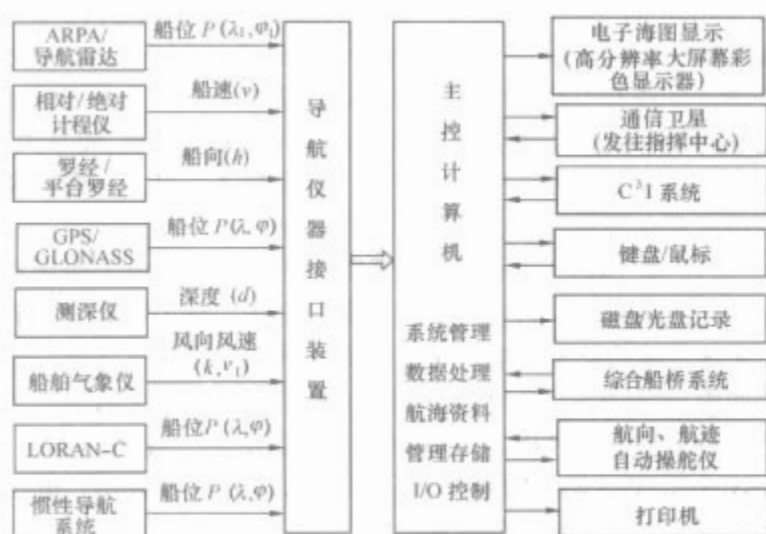 ARPA/
导航雷达
船位 P (λ₁,φ₁)
相对/绝对
计程仪
船速(v)
罗经/
平台罗经
船向(h)
GPS/
GLONASS
船位 P(λ,φ)
测深仪
深度 (d)
船舶气象仪
风向风速
(k,v₁)
LORAN-C
船位P (λ,φ)
惯性导航
系统
船位 P (λ,φ)
导
航
仪
器
接
口
装
置
主
控
计
算
机
系统管理
数据处理
航海资料
管理存储
I/O 控制
电子海图显示
(高分辨率大屏幕彩
色显示器)
通信卫星
(发往指挥中心)
C³I 系统
键盘/鼠标
磁盘/光盘记录
综合船桥系统
航向、航迹
自动操舵仪
打印机